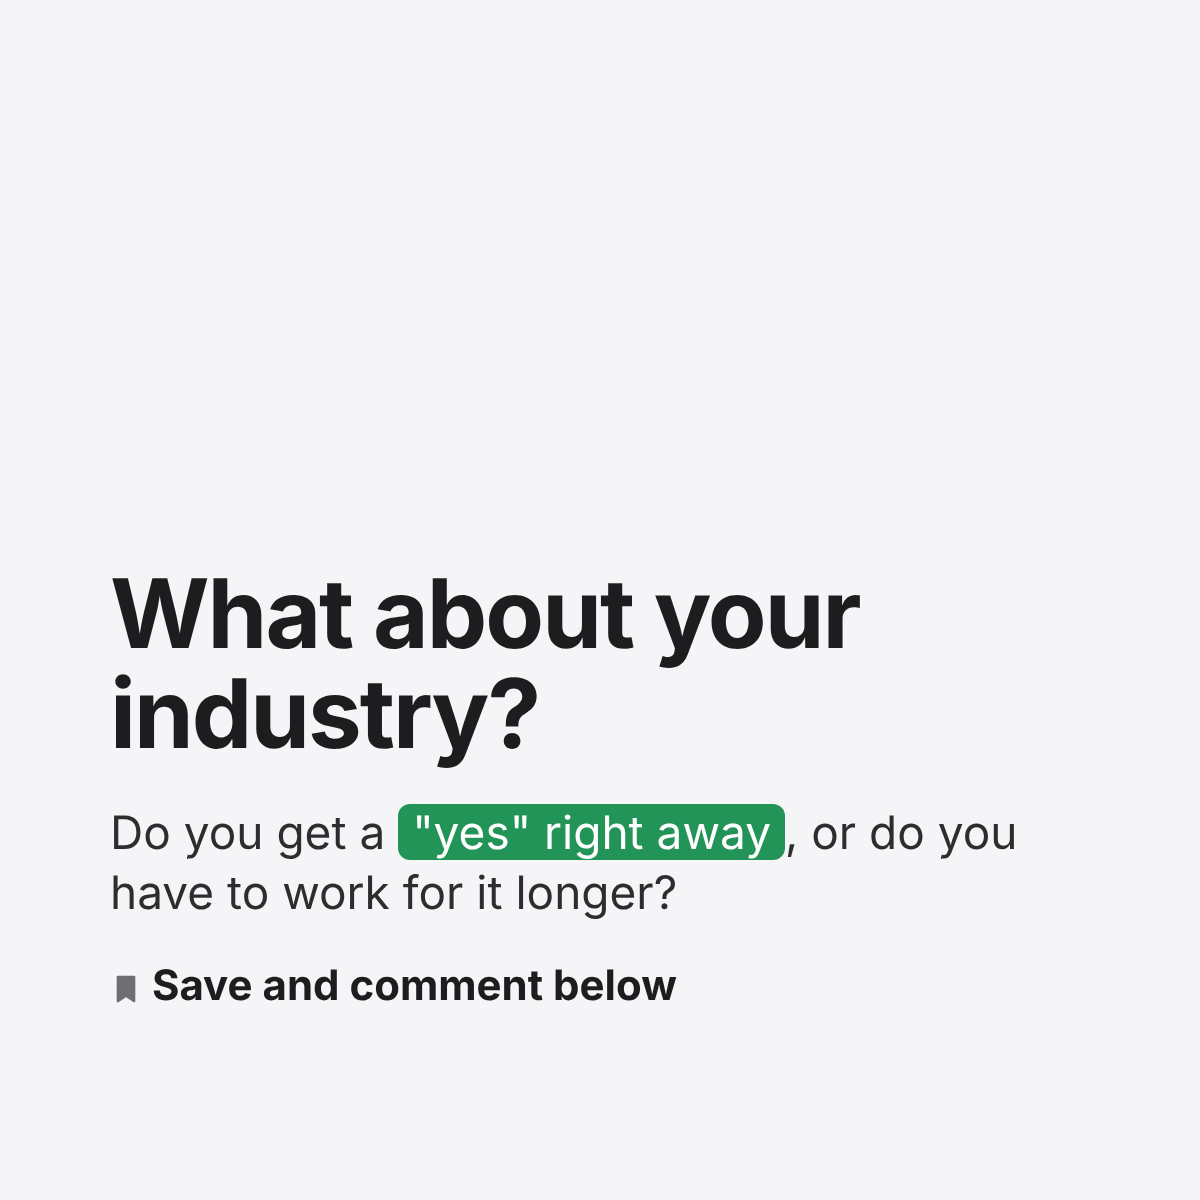 What about your
industry?
Do you get a "yes" right away, or do you
have to work for it longer?
Save and comment below